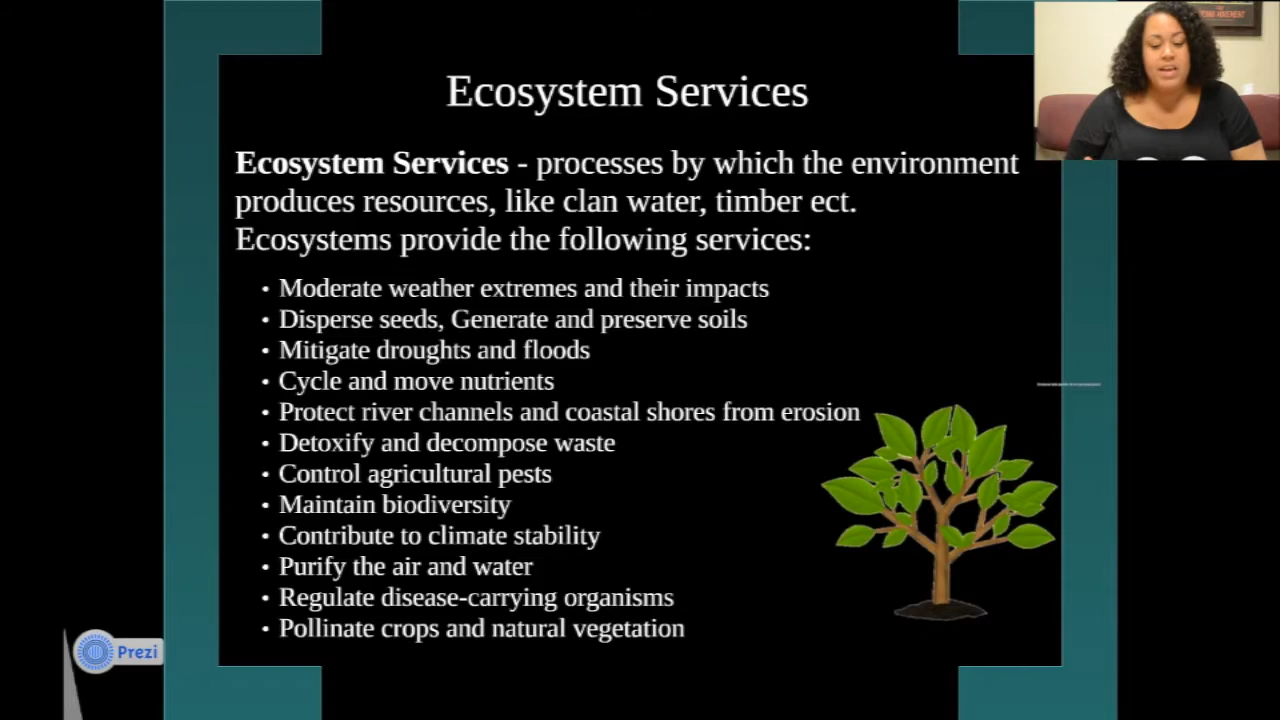 Ecosystem Services
Ecosystem Services - processes by which the environment
produces resources, like clan water, timber ect.
Ecosystems provide the following services:
• Moderate weather extremes and their impacts
• Disperse seeds, Generate and preserve soils
• Mitigate droughts and floods
• Cycle and move nutrients
• Protect river channels and coastal shores from erosion
• Detoxify and decompose waste
• Control agricultural pests
• Maintain biodiversity
• Contribute to climate stability
• Purify the air and water
• Regulate disease-carrying organisms
• Pollinate crops and natural vegetation
Prezi